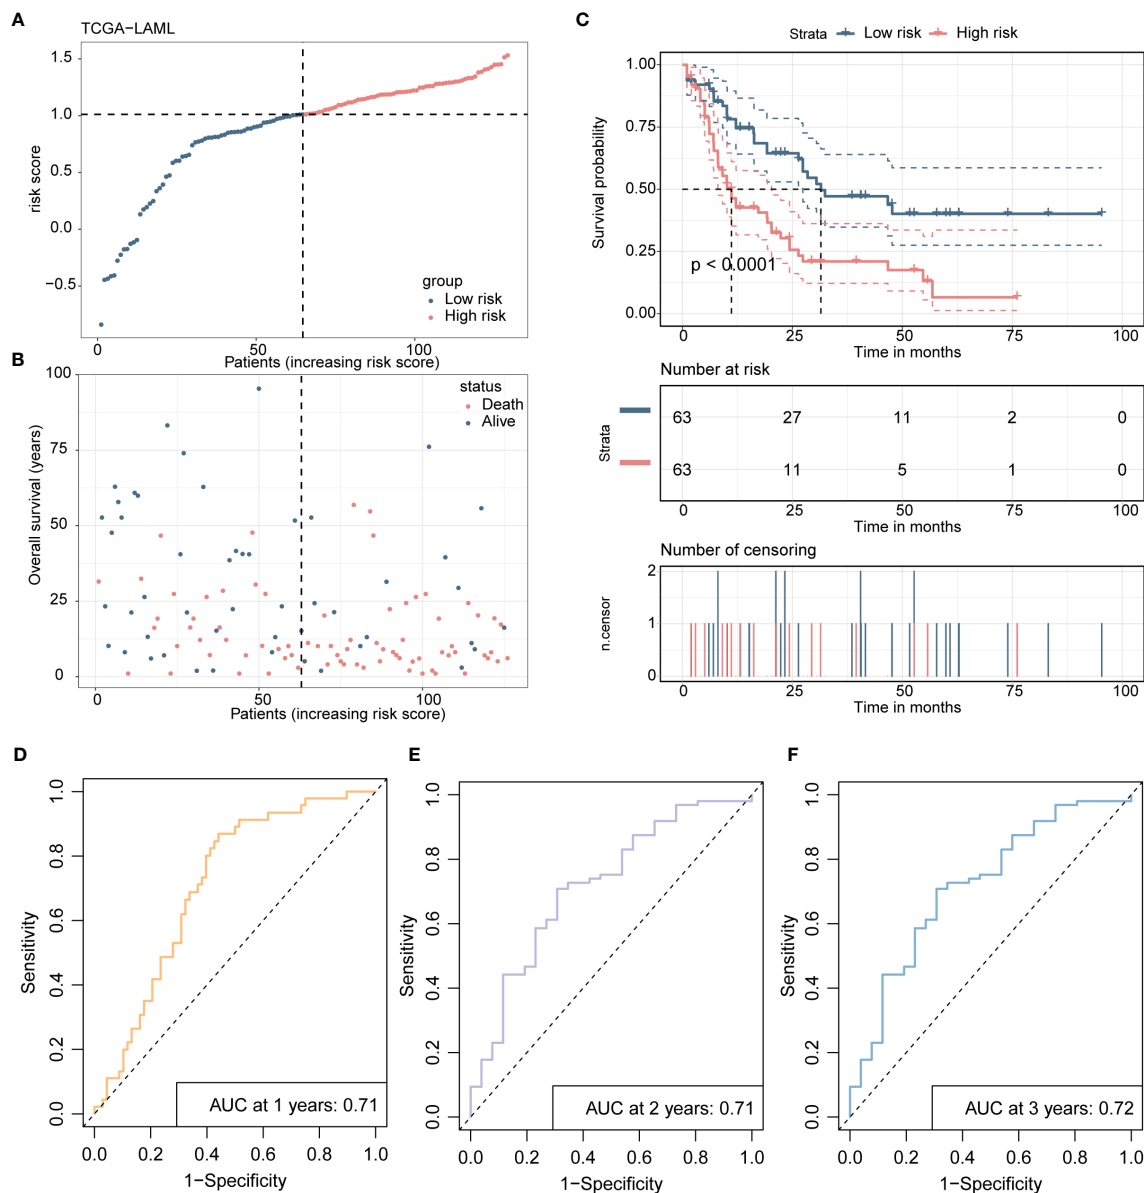 A
TCGA−LAML
risk score
1.5
1.0
0.5
0.0
−0.5
group
Low risk
High risk
0
50
100
Patients (increasing risk score)
B
Overall survival (years)
100
75
50
25
0
status
Death
Alive
0
50
100
Patients (increasing risk score)
C
Strata Low risk High risk
Survival probability
1.00
0.75
0.50
0.25
0.00
p < 0.0001
0 25 50 75 100
Time in months
Number at risk
Strata
63 27 11 2 0
63 11 5 1 0
0 25 50 75 100
Time in months
Number of censoring
n.censor
2
1
0
0 25 50 75 100
Time in months
D
Sensitivity
1.0
0.8
0.6
0.4
0.2
0.0
AUC at 1 years: 0.71
0.0 0.2 0.4 0.6 0.8 1.0
1−Specificity
E
Sensitivity
1.0
0.8
0.6
0.4
0.2
0.0
AUC at 2 years: 0.71
0.0 0.2 0.4 0.6 0.8 1.0
1−Specificity
F
Sensitivity
1.0
0.8
0.6
0.4
0.2
0.0
AUC at 3 years: 0.72
0.0 0.2 0.4 0.6 0.8 1.0
1−Specificity